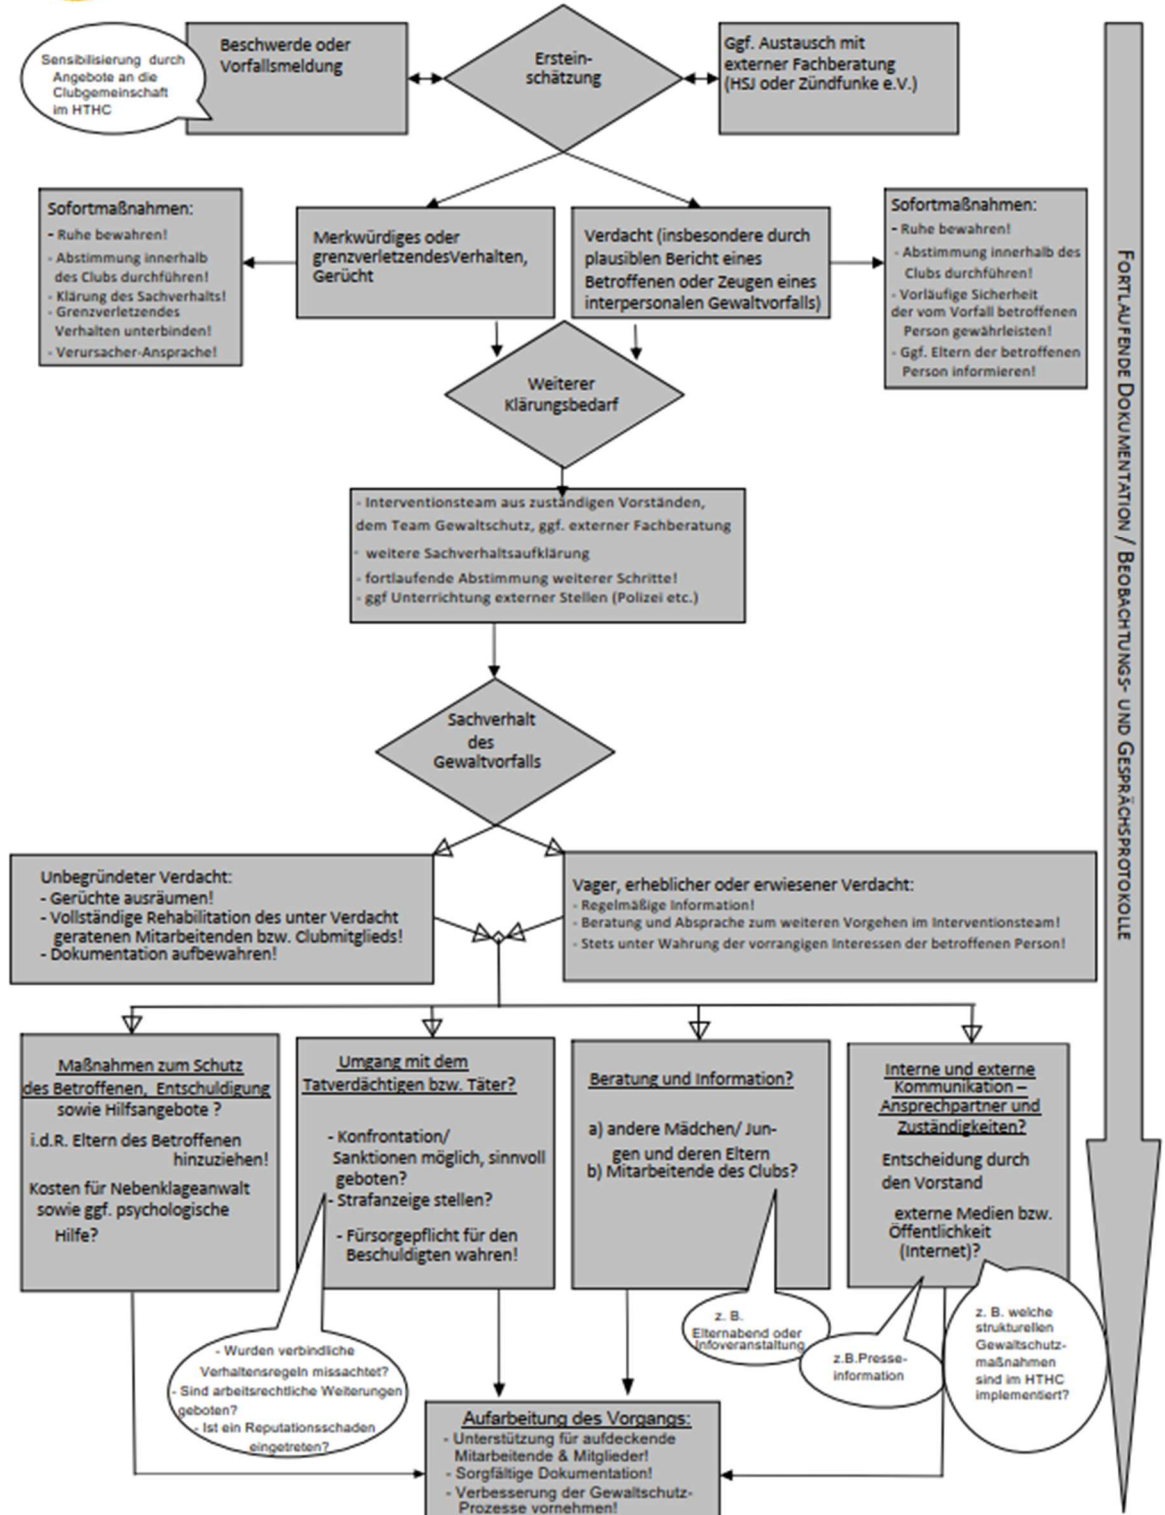 Sensibilisierung durch
Angebote an die
Clubgemeinschaft
im HTHC
Beschwerde oder
Vorfallsmeldung
Erstein-
schätzung
Ggf. Austausch mit
externer Fachberatung
(HSJ oder Zündfunke e.V.)
Sofortmaßnahmen:
- Ruhe bewahren!
- Abstimmung innerhalb
des Clubs durchführen!
- Klärung des Sachverhalts!
- Grenzverletzendes
Verhalten unterbinden!
- Verursacher-Ansprache!
Merkwürdiges oder
grenzverletzendesVerhalten,
Gerücht
Verdacht (insbesondere durch
plausiblen Bericht eines
Betroffenen oder Zeugen eines
interpersonalen Gewaltvorfalls)
Sofortmaßnahmen:
- Ruhe bewahren!
- Abstimmung innerhalb des
Clubs durchführen!
- Vorläufige Sicherheit
der vom Vorfall betroffenen
Person gewährleisten!
- Ggf. Eltern der betroffenen
Person informieren!
FORTLAUFENDE DOKUMENTATION / BEOBACHTUNGS- UND GESPRÄCHSPROTOKOLLE
Weiterer
Klärungsbedarf
- Interventionsteam aus zuständigen Vorständen,
dem Team Gewaltschutz, ggf. externer Fachberatung
- weitere Sachverhaltsaufklärung
- fortlaufende Abstimmung weiterer Schritte!
- ggf Unterrichtung externer Stellen (Polizei etc.)
Sachverhalt
des
Gewaltvorfalls
Unbegründeter Verdacht:
- Gerüchte ausräumen!
- Vollständige Rehabilitation des unter Verdacht
geratenen Mitarbeitenden bzw. Clubmitglieds!
- Dokumentation aufbewahren!
Vager, erheblicher oder erwiesener Verdacht:
- Regelmäßige Information!
- Beratung und Absprache zum weiteren Vorgehen im Interventionsteam!
- Stets unter Wahrung der vorrangigen Interessen der betroffenen Person!
Maßnahmen zum Schutz
des Betroffenen, Entschuldigung
sowie Hilfsangebote ?
i.d.R. Eltern des Betroffenen
hinzuziehen!
Kosten für Nebenklageanwalt
sowie ggf. psychologische
Hilfe?
Umgang mit dem
Tatverdächtigen bzw. Täter?
- Konfrontation/
Sanktionen möglich, sinnvoll
geboten?
- Strafanzeige stellen?
- Fürsorgepflicht für den
Beschuldigten wahren!
Beratung und Information?
a) andere Mädchen/ Jun-
gen und deren Eltern
b) Mitarbeitende des Clubs?
Interne und externe
Kommunikation –
Ansprechpartner und
Zuständigkeiten?
Entscheidung durch
den Vorstand
externe Medien bzw.
Öffentlichkeit
(Internet)?
- Wurden verbindliche
Verhaltensregeln missachtet?
- Sind arbeitsrechtliche Weiterungen
geboten?
- Ist ein Reputationsschaden
eingetreten?
z. B.
Elternabend oder
Infoveranstaltung
z.B.Presse-
information
z. B. welche
strukturellen
Gewaltschutz-
maßnahmen
sind im HTHC
implementiert?
Aufarbeitung des Vorgangs:
- Unterstützung für aufdeckende
Mitarbeitende & Mitglieder!
- Sorgfältige Dokumentation!
- Verbesserung der Gewaltschutz-
Prozesse vornehmen!